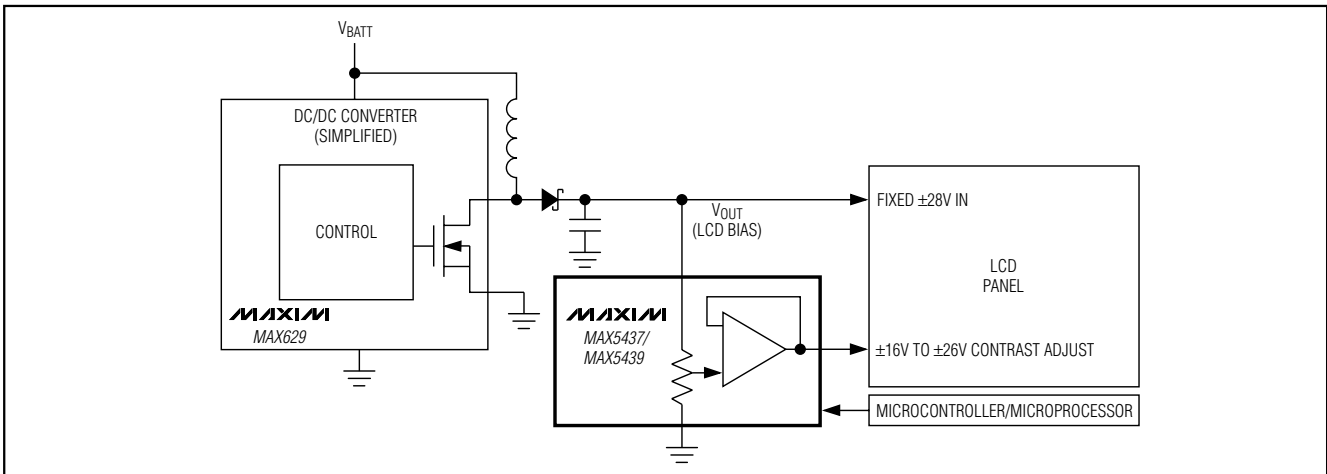 VBATT
DC/DC CONVERTER
(SIMPLIFIED)
CONTROL
MAXIM
MAX629
VOUT
(LCD BIAS)
MAXIM
MAX5437/
MAX5439
FIXED ±28V IN
LCD
PANEL
±16V TO ±26V CONTRAST ADJUST
MICROCONTROLLER/MICROPROCESSOR